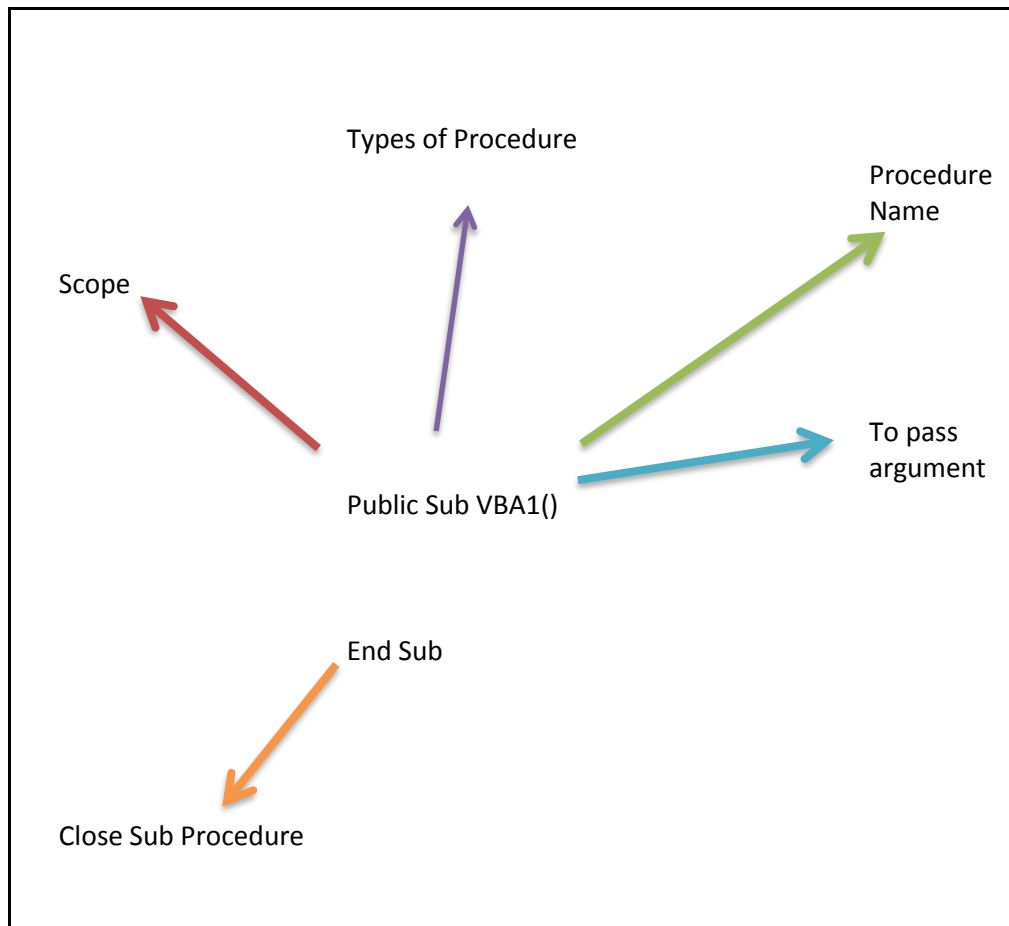 Types of Procedure
Procedure
Name
Scope
To pass
argument
Public Sub VBA1()
End Sub
Close Sub Procedure